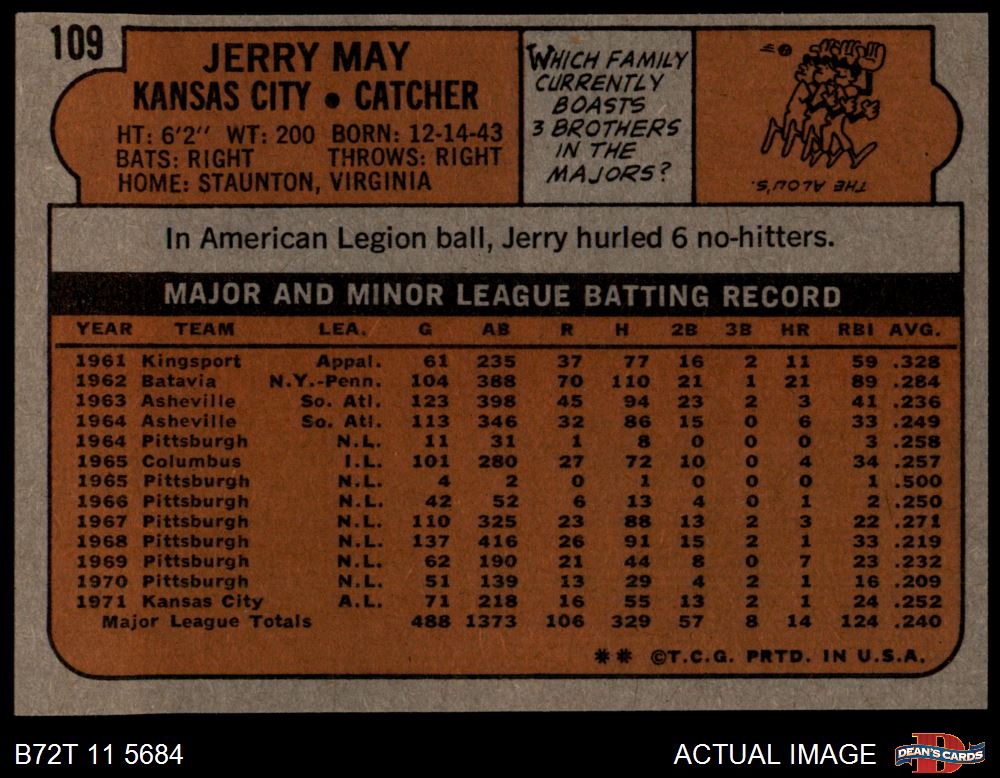 109
JERRY MAY
KANSAS CITY • CATCHER
HT: 6'2" WT: 200 BORN: 12-14-43
BATS: RIGHT THROWS: RIGHT
HOME: STAUNTON, VIRGINIA
WHICH FAMILY
CURRENTLY
BOASTS
3 BROTHERS
IN THE
MAJORS?
THE ALOU'S.
In American Legion ball, Jerry hurled 6 no-hitters.
MAJOR AND MINOR LEAGUE BATTING RECORD
YEAR TEAM LEA. G AB R H 2B 3B HR RBI AVG.
1961 Kingsport Appal. 61 235 37 77 16 2 11 59 .328
1962 Batavia N.Y.-Penn. 104 388 70 110 21 1 21 89 .284
1963 Asheville So. Atl. 123 398 45 94 23 2 3 41 .236
1964 Asheville So. Atl. 113 346 32 86 15 0 6 33 .249
1964 Pittsburgh N.L. 11 31 1 8 0 0 0 3 .258
1965 Columbus I.L. 101 280 27 72 10 0 4 34 .257
1965 Pittsburgh N.L. 4 2 0 1 0 0 0 1 .500
1966 Pittsburgh N.L. 42 52 6 13 4 0 1 2 .250
1967 Pittsburgh N.L. 110 325 23 88 13 2 3 22 .271
1968 Pittsburgh N.L. 137 416 26 91 15 2 1 33 .219
1969 Pittsburgh N.L. 62 190 21 44 8 0 7 23 .232
1970 Pittsburgh N.L. 51 139 13 29 4 2 1 16 .209
1971 Kansas City A.L. 71 218 16 55 13 2 1 24 .252
Major League Totals 488 1373 106 329 57 8 14 124 .240
** ©T.C.G. PRTD. IN U.S.A.
B72T 11 5684
ACTUAL IMAGE
DEAN'S CARDS